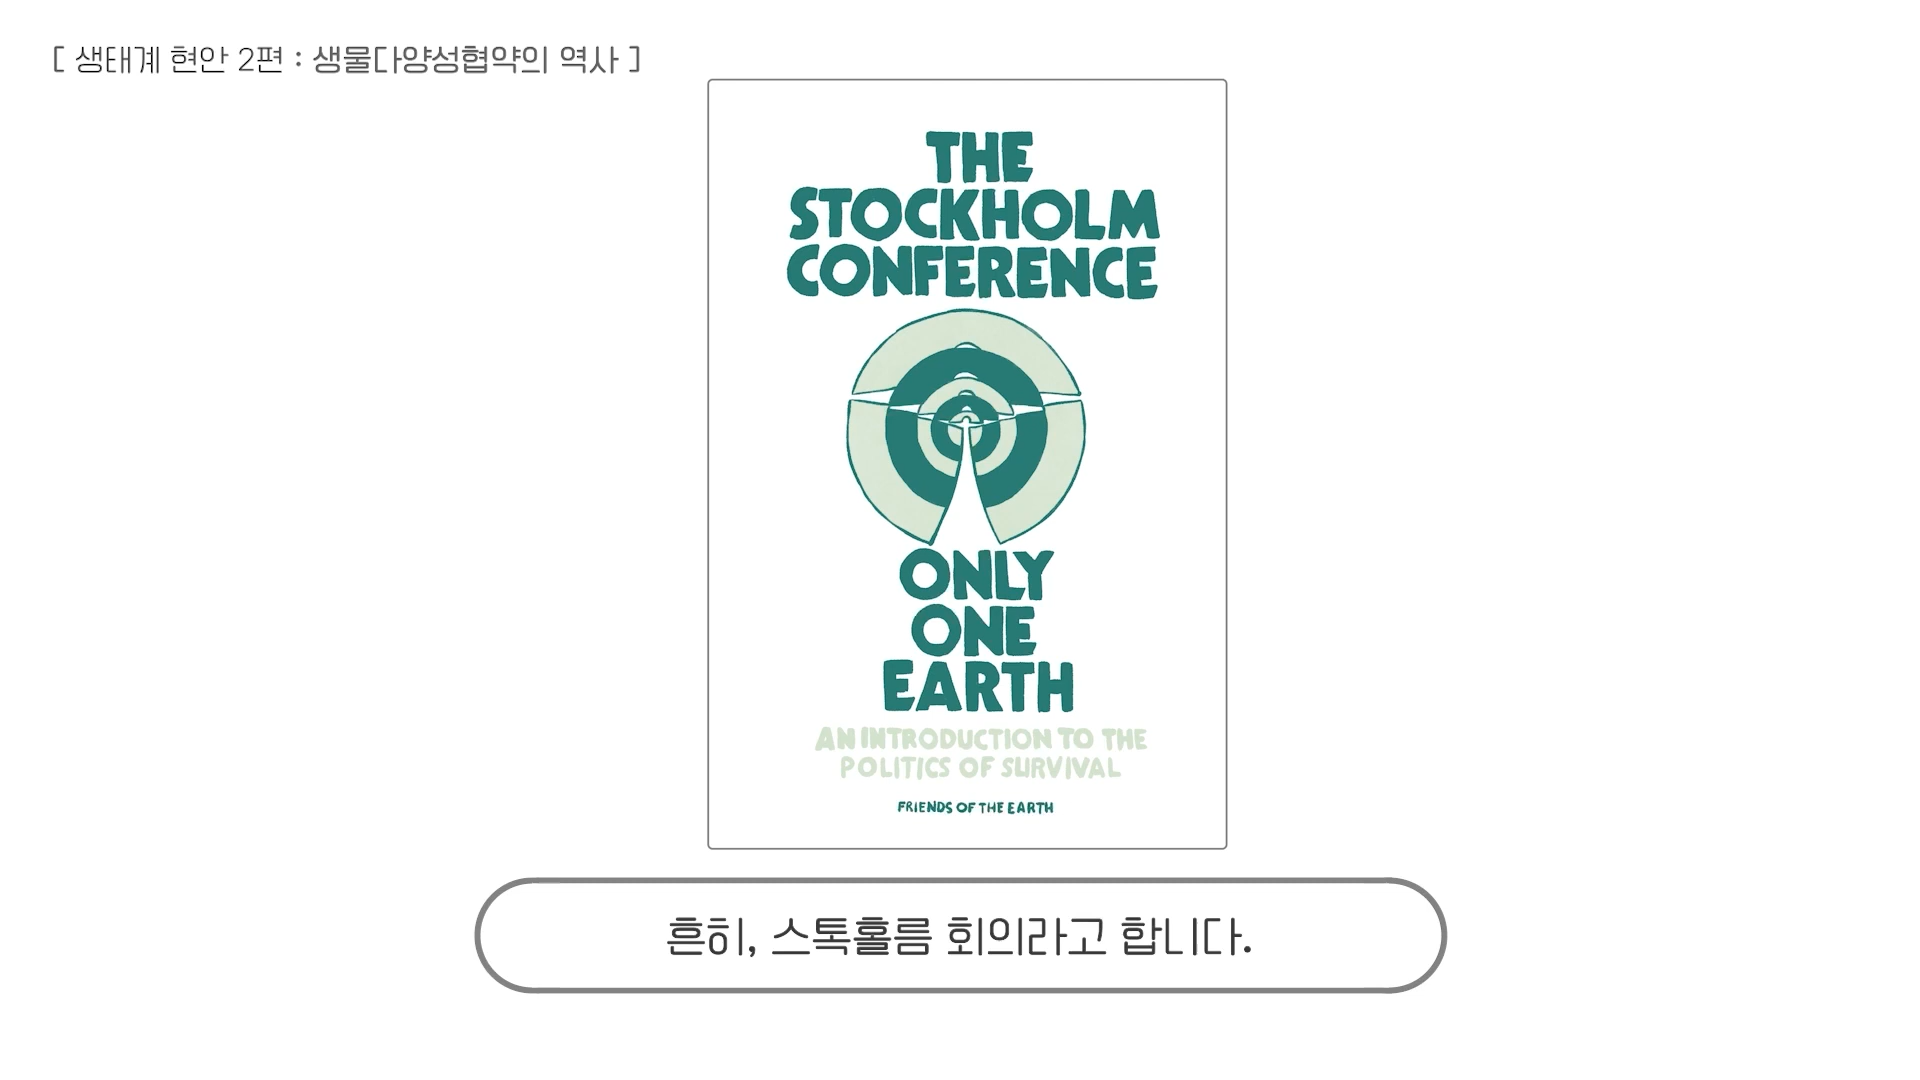 [ 생태계 현안 2편 : 생물다양성협약의 역사 ]
THE
STOCKHOLM
CONFERENCE
ONLY
ONE
EARTH
AN INTRODUCTION TO THE
POLITICS OF SURVIVAL
FRIENDS OF THE EARTH
흔히, 스톡홀름 회의라고 합니다.